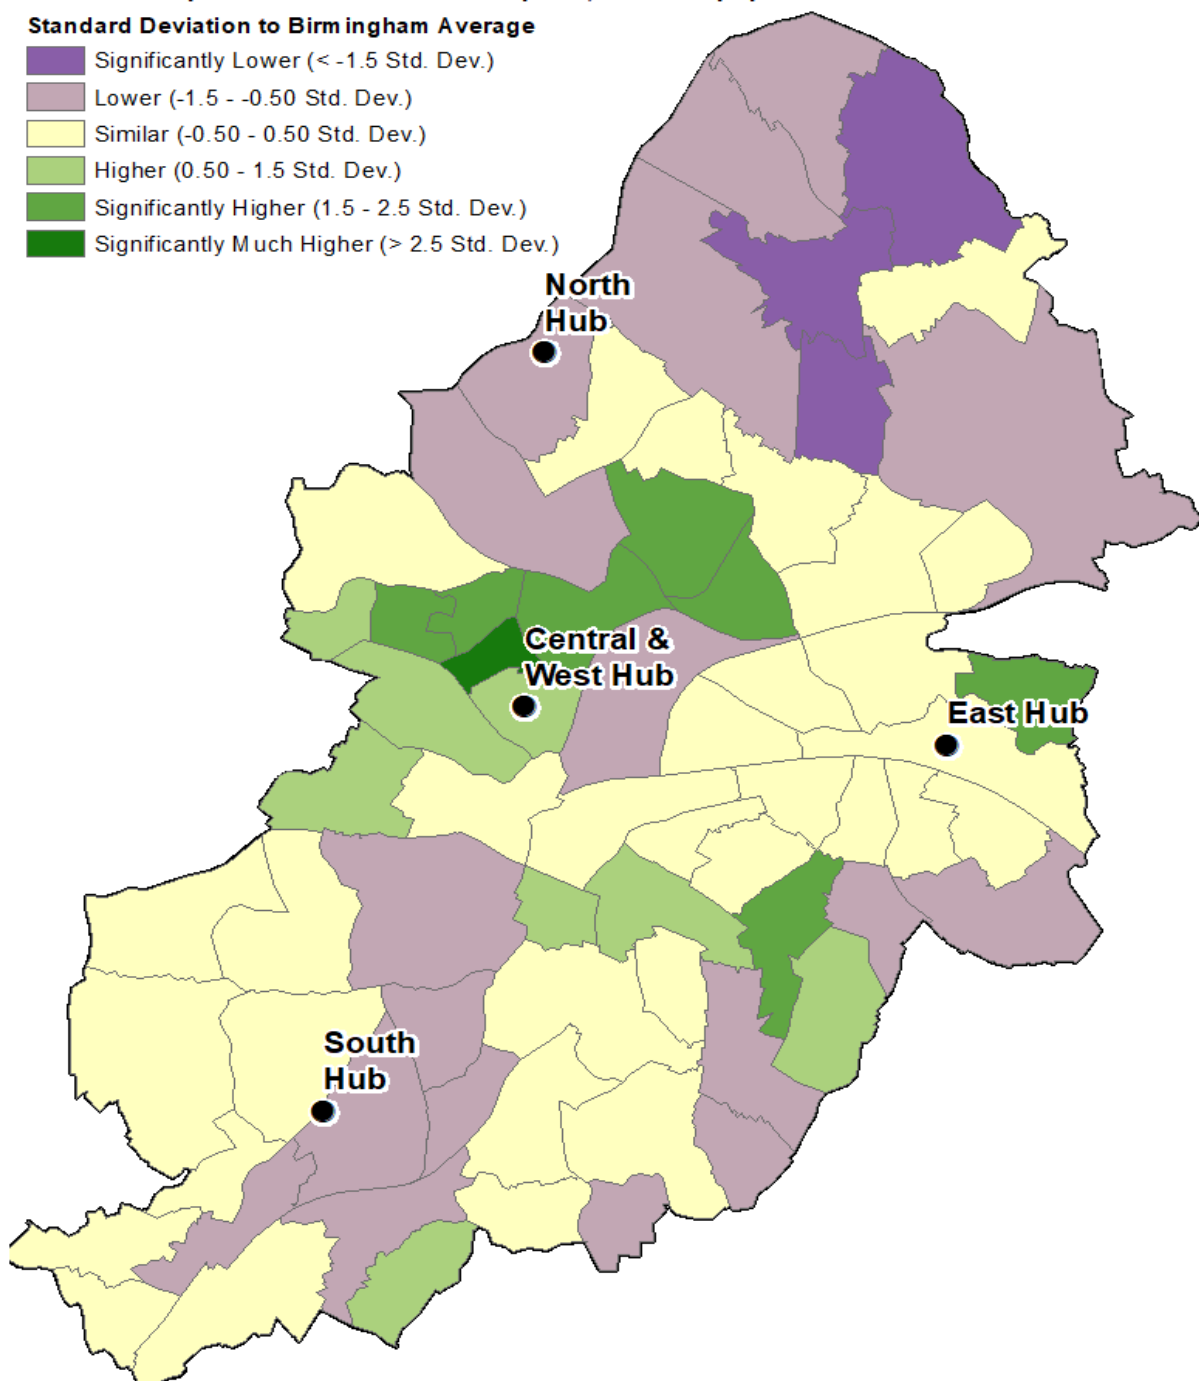 Standard Deviation to Birmingham Average
Significantly Lower (< -1.5 Std. Dev.)
Lower (-1.5 - -0.50 Std. Dev.)
Similar (-0.50 - 0.50 Std. Dev.)
Higher (0.50 - 1.5 Std. Dev.)
Significantly Higher (1.5 - 2.5 Std. Dev.)
Significantly Much Higher (> 2.5 Std. Dev.)
North
Hub
Central &
West Hub
East Hub
South
Hub